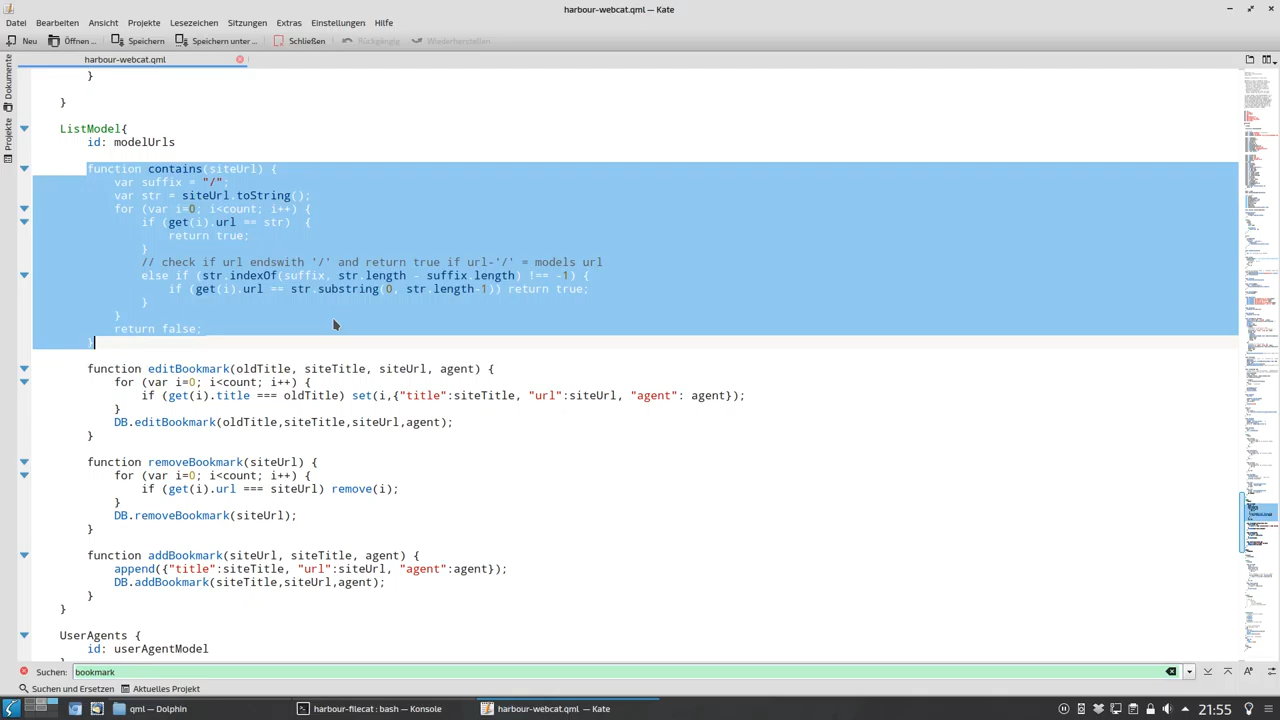 harbour-webcat.qml — Kate
Datei Bearbeiten Ansicht Projekte Lesezeichen Sitzungen Extras Einstellungen Hilfe
Neu Öffnen ... Speichern Speichern unter ... Schließen Rückgängig Wiederherstellen
harbour-webcat.qml
Dokumente
Projekte
}
}
ListModel{
id: modelUrls
function contains(siteUrl) {
var suffix = "/";
var str = siteUrl.toString();
for (var i=0; i<count; i++) {
if (get(i).url == str) {
return true;
}
// check if url endswith '/' and return true if url-'/' = models url
else if (str.indexOf(suffix, str.length - suffix.length) !== -1) {
if (get(i).url == str.substring(0, str.length-1)) return true;
}
}
return false;
}
function editBookmark(oldTitle, siteTitle, siteUrl, agent) {
for (var i=0; i<count; i++) {
if (get(i).title === oldTitle) set(i,{"title":siteTitle, "url":siteUrl, "agent": agent});
}
DB.editBookmark(oldTitle,siteTitle,siteUrl,agent);
}
function removeBookmark(siteUrl) {
for (var i=0; i<count; i++) {
if (get(i).url === siteUrl) remove(i);
}
DB.removeBookmark(siteUrl);
}
function addBookmark(siteUrl, siteTitle, agent) {
append({"title":siteTitle, "url":siteUrl, "agent":agent});
DB.addBookmark(siteTitle,siteUrl,agent);
}
}
UserAgents {
id: userAgentModel
Suchen: bookmark
Suchen und Ersetzen Aktuelles Projekt
qml — Dolphin harbour-filecat : bash — Konsole harbour-webcat.qml — Kate 21:55